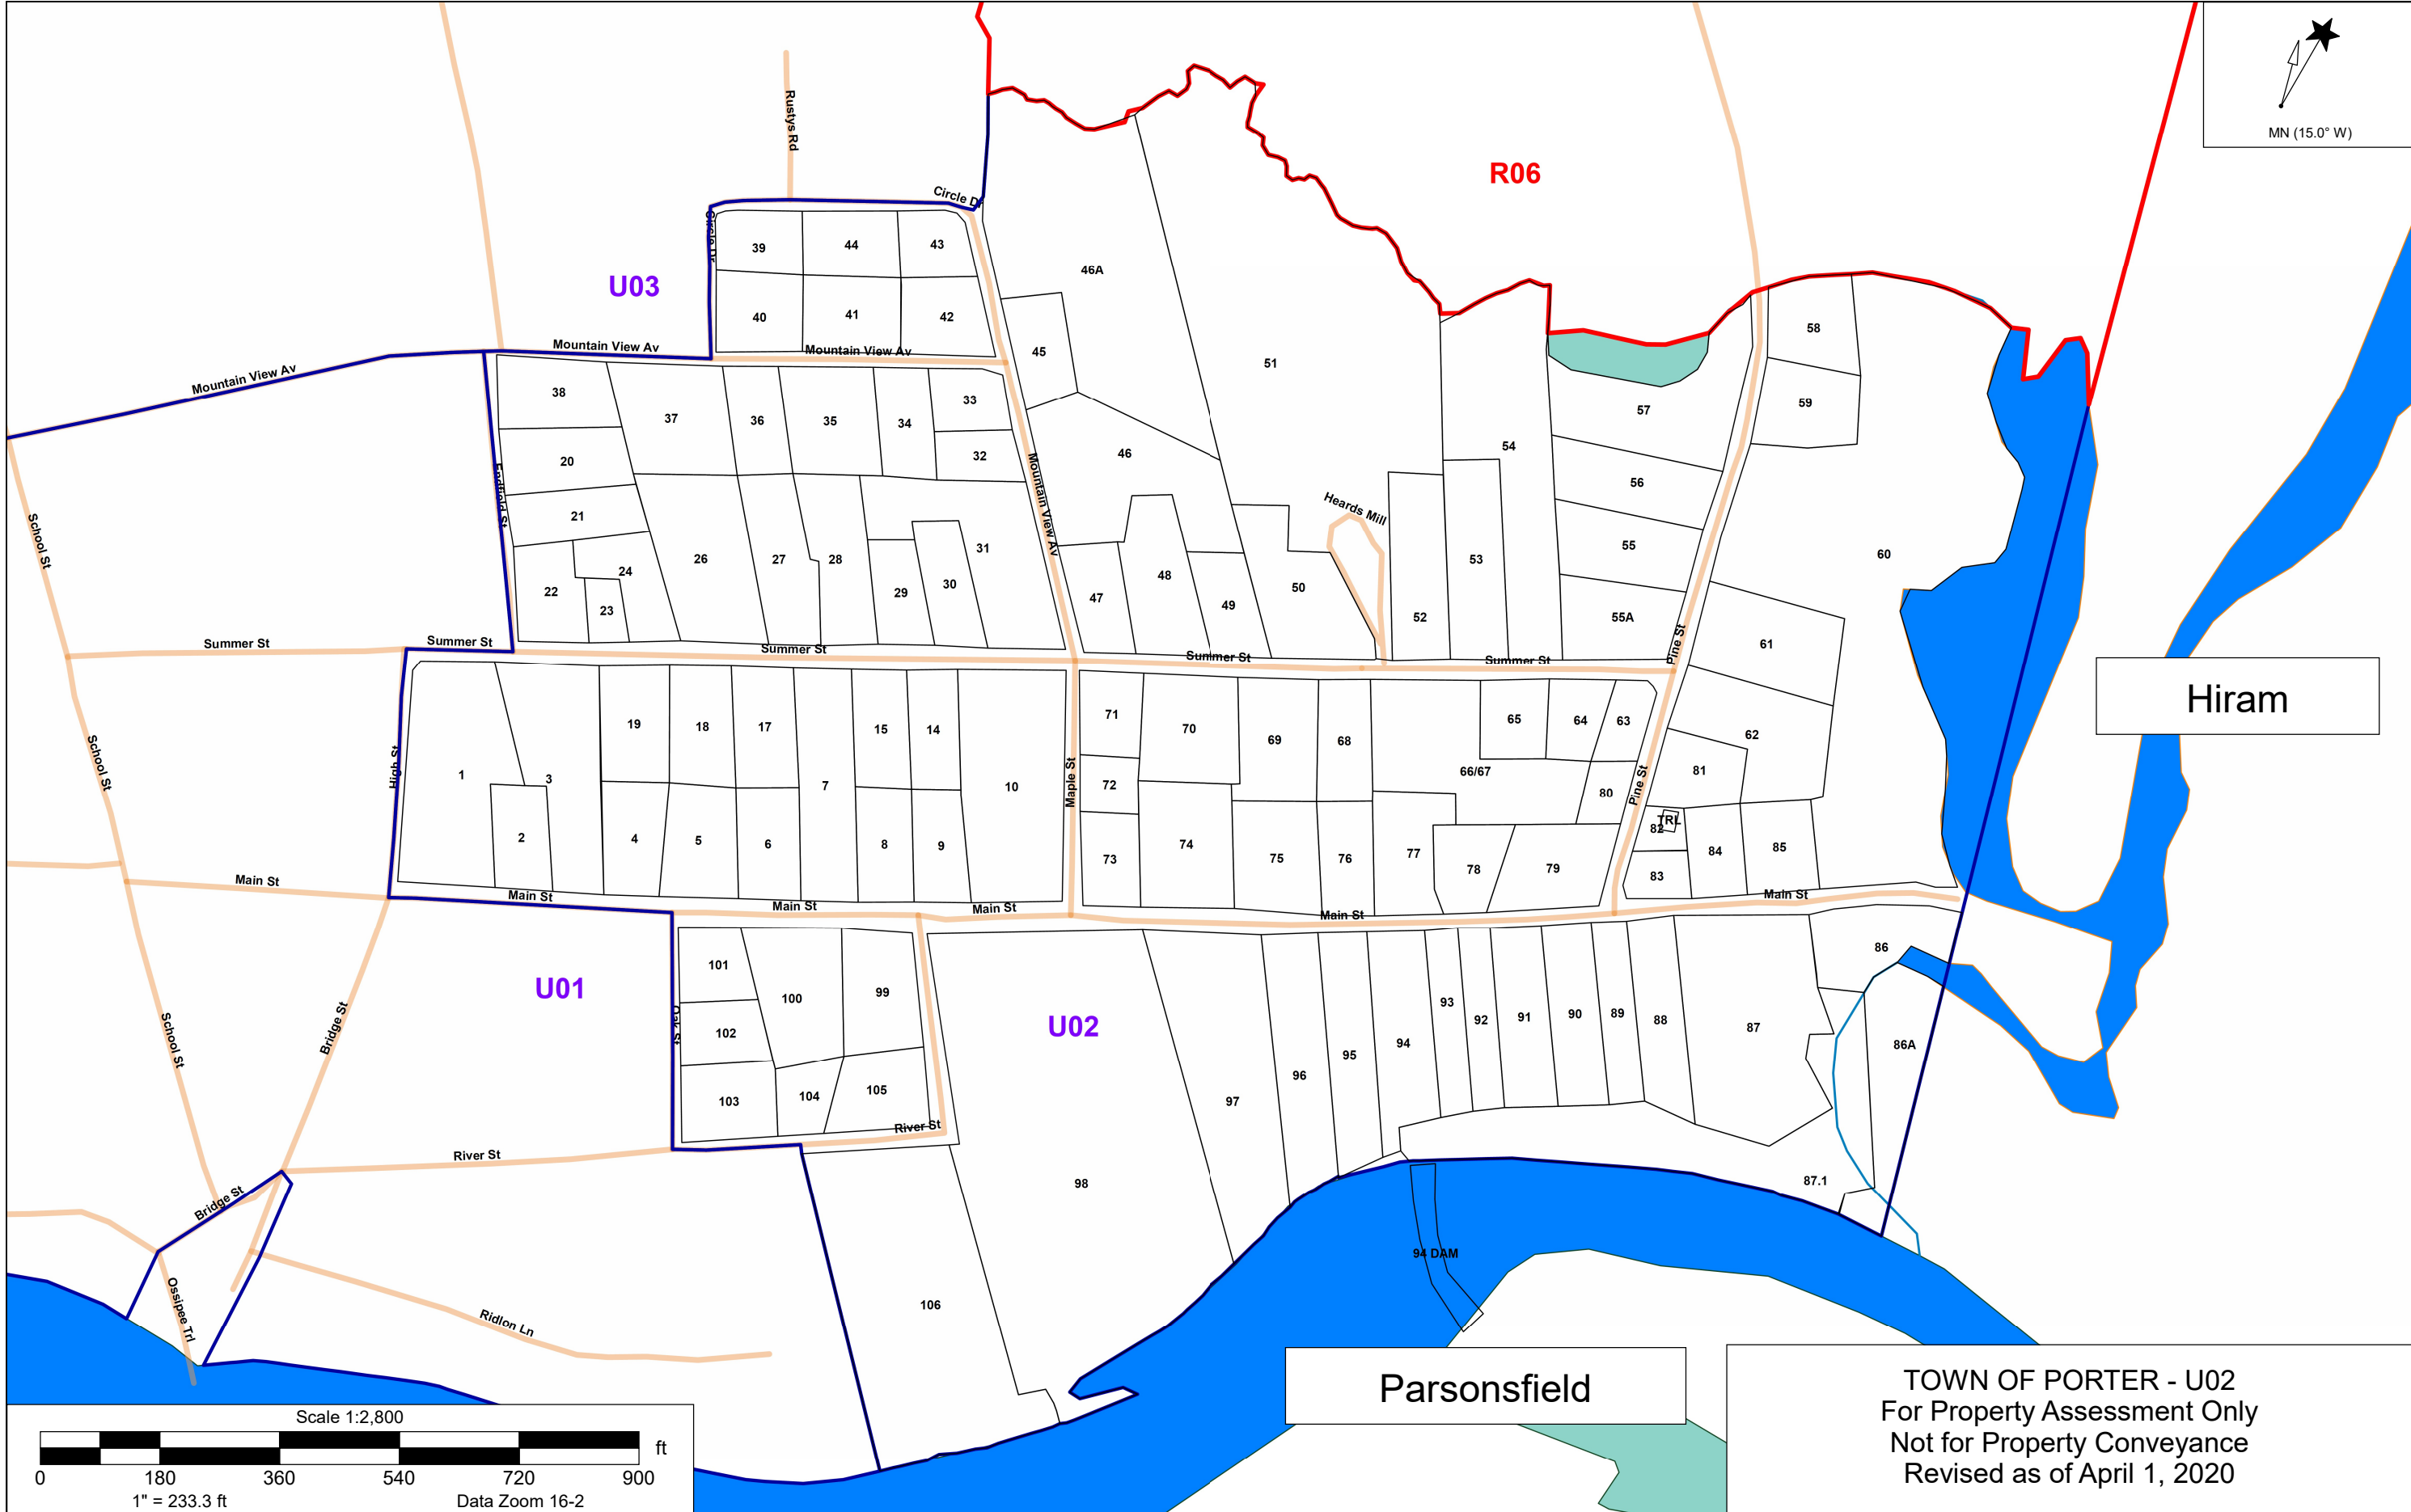 MN (15.0° W)
R06
Rustys Rd
Circle Dr
Circle Dr
39
44
43
46A
U03
40
41
42
58
Mountain View Av
Mountain View Av
Mountain View Av
45
51
38
37
36
35
34
33
57
59
54
20
32
46
56
Endfield St
Mountain View Av
Heards Mill
School St
21
31
55
60
26
27
28
53
22
24
23
29
30
47
48
49
50
52
55A
Summer St
Summer St
Summer St
Summer St
Summer St
Pine St
61
Hiram
19
18
17
15
14
71
70
69
68
65
64
63
62
School St
High St
1
3
7
10
Maple St
72
66/67
81
Pine St
80
2
4
5
6
8
9
73
74
75
76
77
78
79
82
TRL
83
84
85
Main St
Main St
Main St
Main St
Main St
Main St
86
101
100
99
U01
Oak St
102
U02
93
92
91
90
89
88
87
School St
Bridge St
94
95
96
86A
103
104
105
97
River St
River St
98
87.1
Bridge St
94 DAM
Ossipee Trl
106
Ridlon Ln
Parsonsfield
TOWN OF PORTER - U02
For Property Assessment Only
Not for Property Conveyance
Revised as of April 1, 2020
Scale 1:2,800
ft
0 180 360 540 720 900
1" = 233.3 ft Data Zoom 16-2